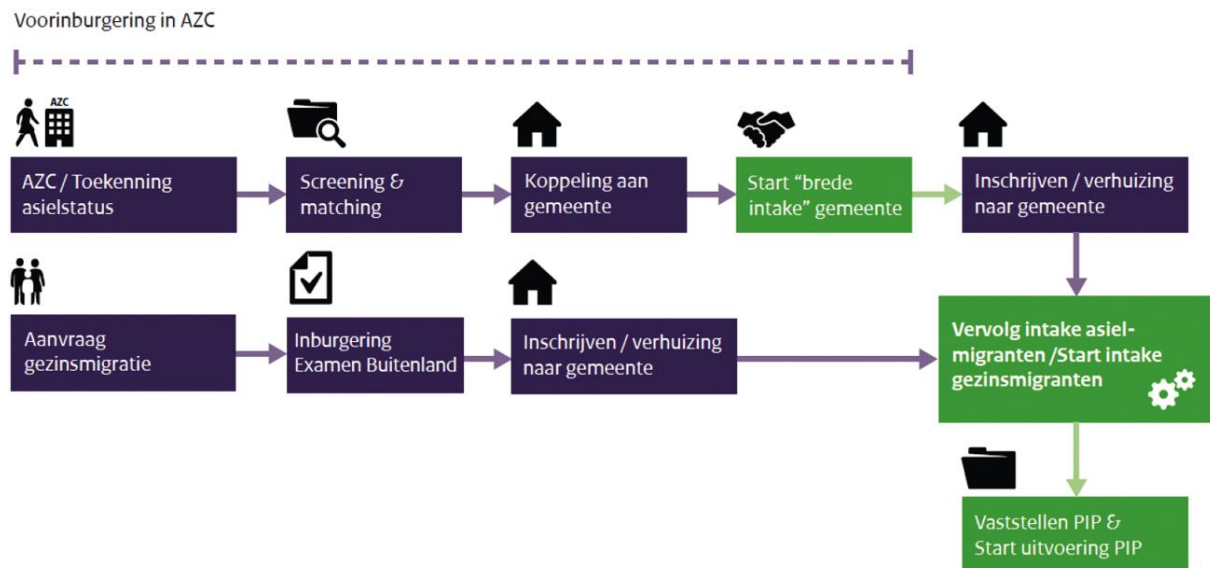 Voorinburgering in AZC
AZC
AZC / Toekenning
asielstatus
Screening &
matching
Koppeling aan
gemeente
Start “brede
intake” gemeente
Inschrijven / verhuizing
naar gemeente
Aanvraag
gezinsmigratie
Inburgering
Examen Buitenland
Inschrijven / verhuizing
naar gemeente
Vervolg intake asiel-
migranten /Start intake
gezinsmigranten
Vaststellen PIP &
Start uitvoering PIP